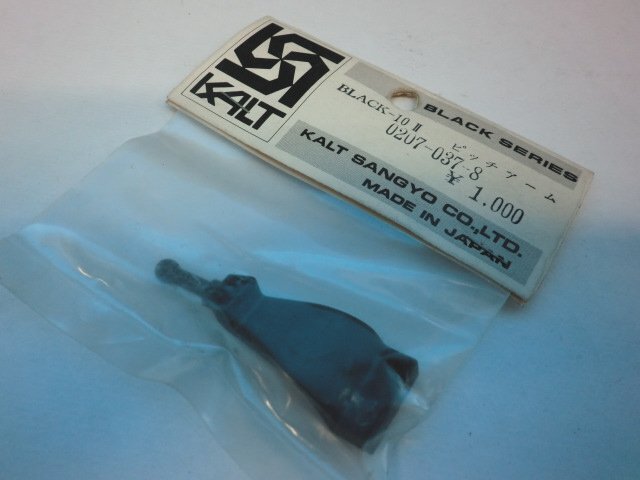 KALT
BLACK SERIES
BLACK-10 II ピッチアーム
0207-037-8
¥ 1.000
KALT SANGYO CO.,LTD.
MADE IN JAPAN